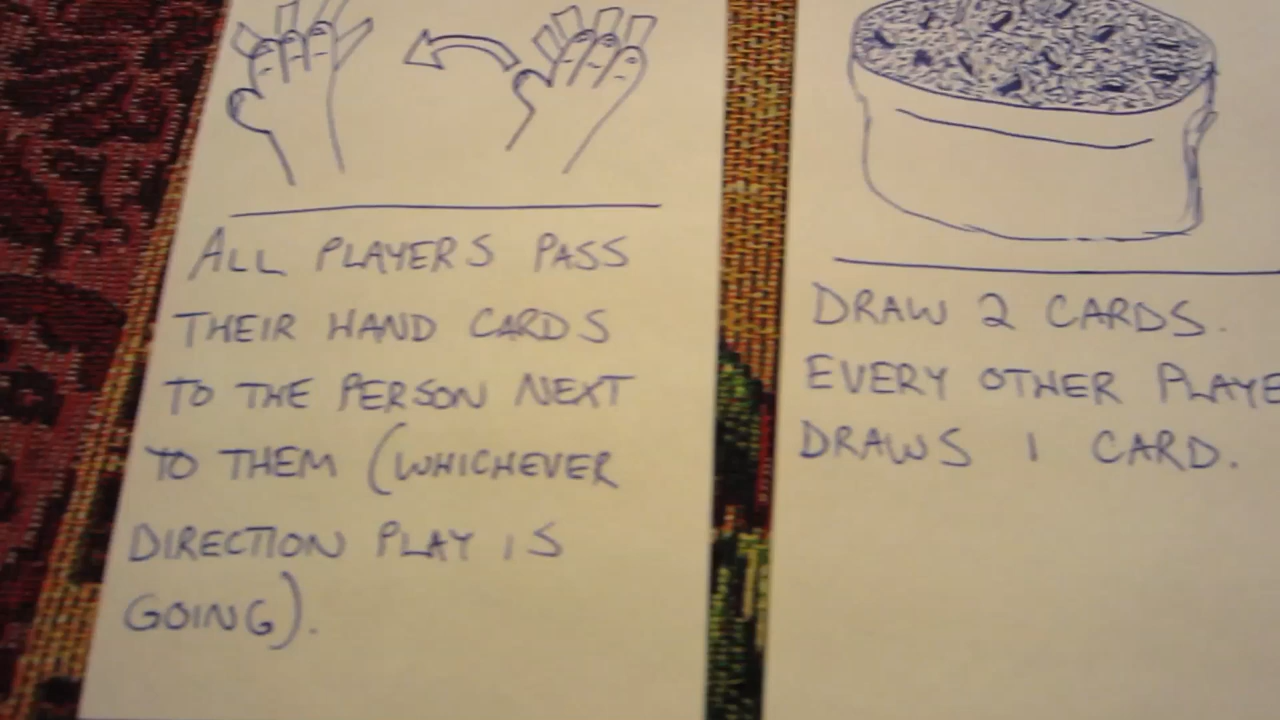 ALL PLAYERS PASS
THEIR HAND CARDS
TO THE PERSON NEXT
TO THEM (WHICHEVER
DIRECTION PLAY IS
GOING).
DRAW 2 CARDS.
EVERY OTHER PLAYE
DRAWS 1 CARD.